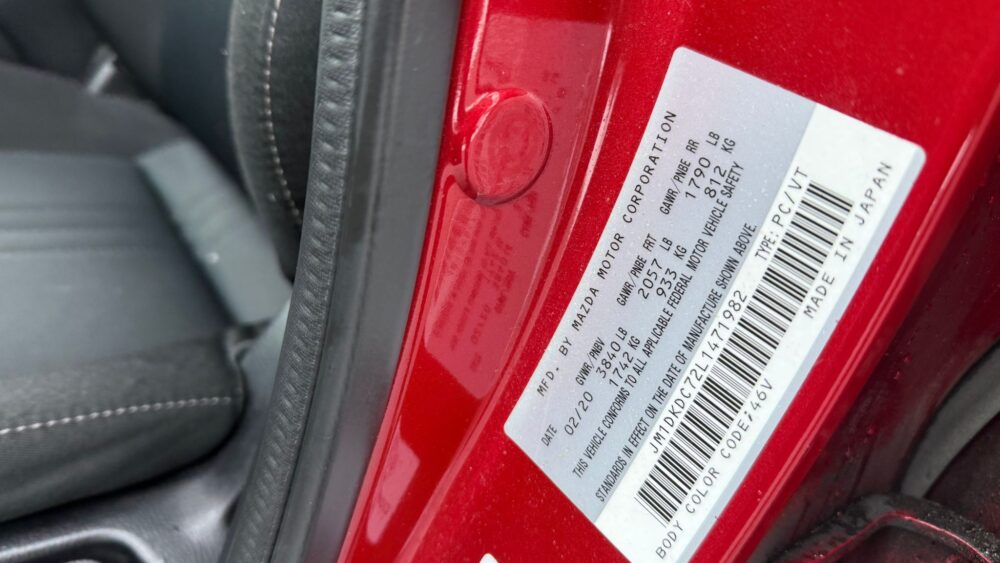 MFD. BY MAZDA MOTOR CORPORATION
DATE GVWR/PNBV GAWR/PNBE FRT GAWR/PNBE RR
02/20 3840 LB 2057 LB 1790 LB
1742 KG 933 KG 812 KG
THIS VEHICLE CONFORMS TO ALL APPLICABLE FEDERAL MOTOR VEHICLE SAFETY
STANDARDS IN EFFECT ON THE DATE OF MANUFACTURE SHOWN ABOVE.
JM1DKDC72L1471982 TYPE: PC/VT
BODY COLOR CODE:46V MADE IN JAPAN